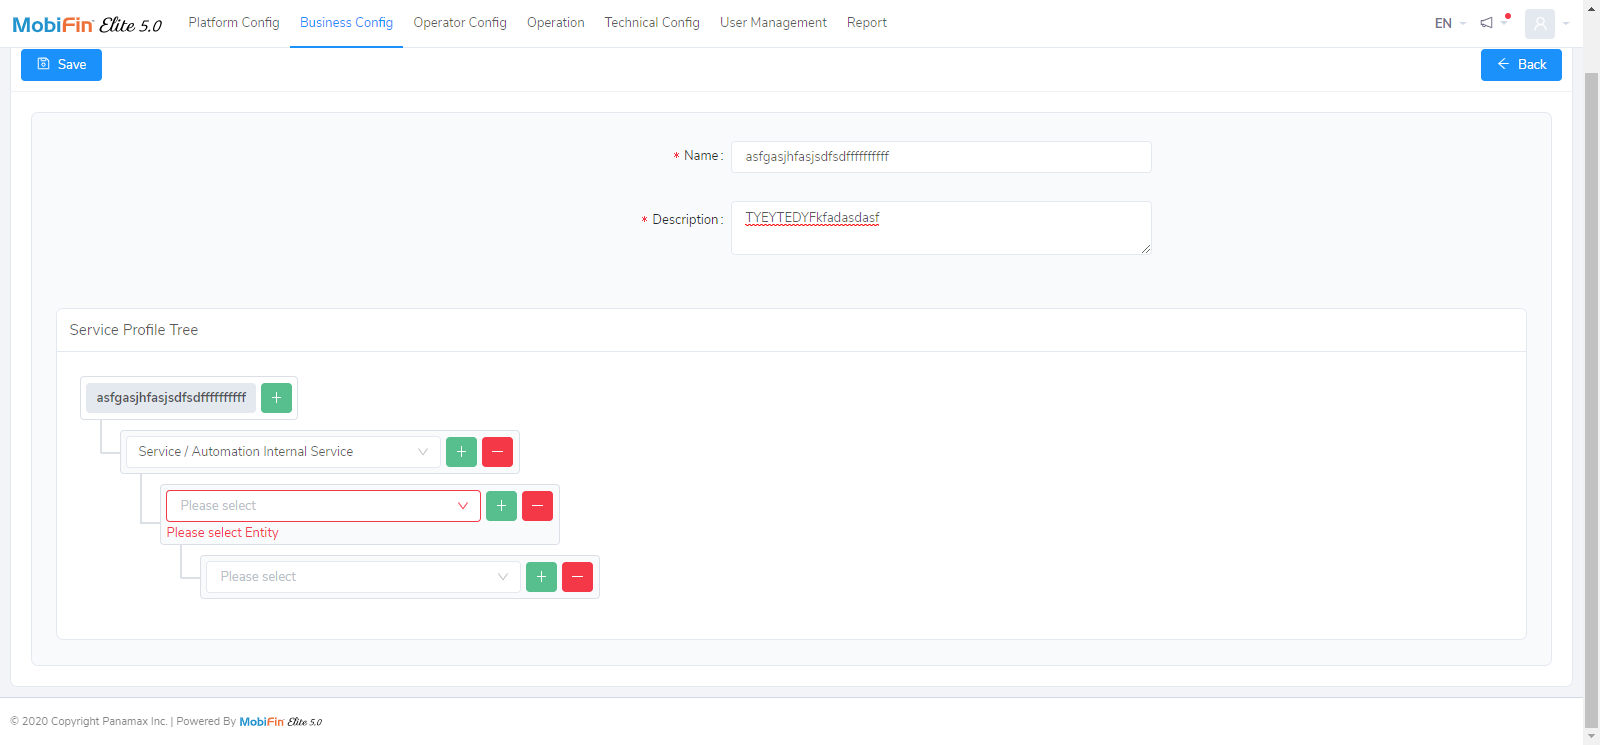 MobiFin Elite 5.0 Platform Config Business Config Operator Config Operation Technical Config User Management Report EN
Save Back
* Name : asfgasjhfasjsdfsdffffffffff
* Description : TYEYTEDYFkfadasdasf
Service Profile Tree
asfgasjhfasjsdfsdffffffffff +
Service / Automation Internal Service + −
Please select + −
Please select Entity
Please select + −
© 2020 Copyright Panamax Inc. | Powered By MobiFin Elite 5.0